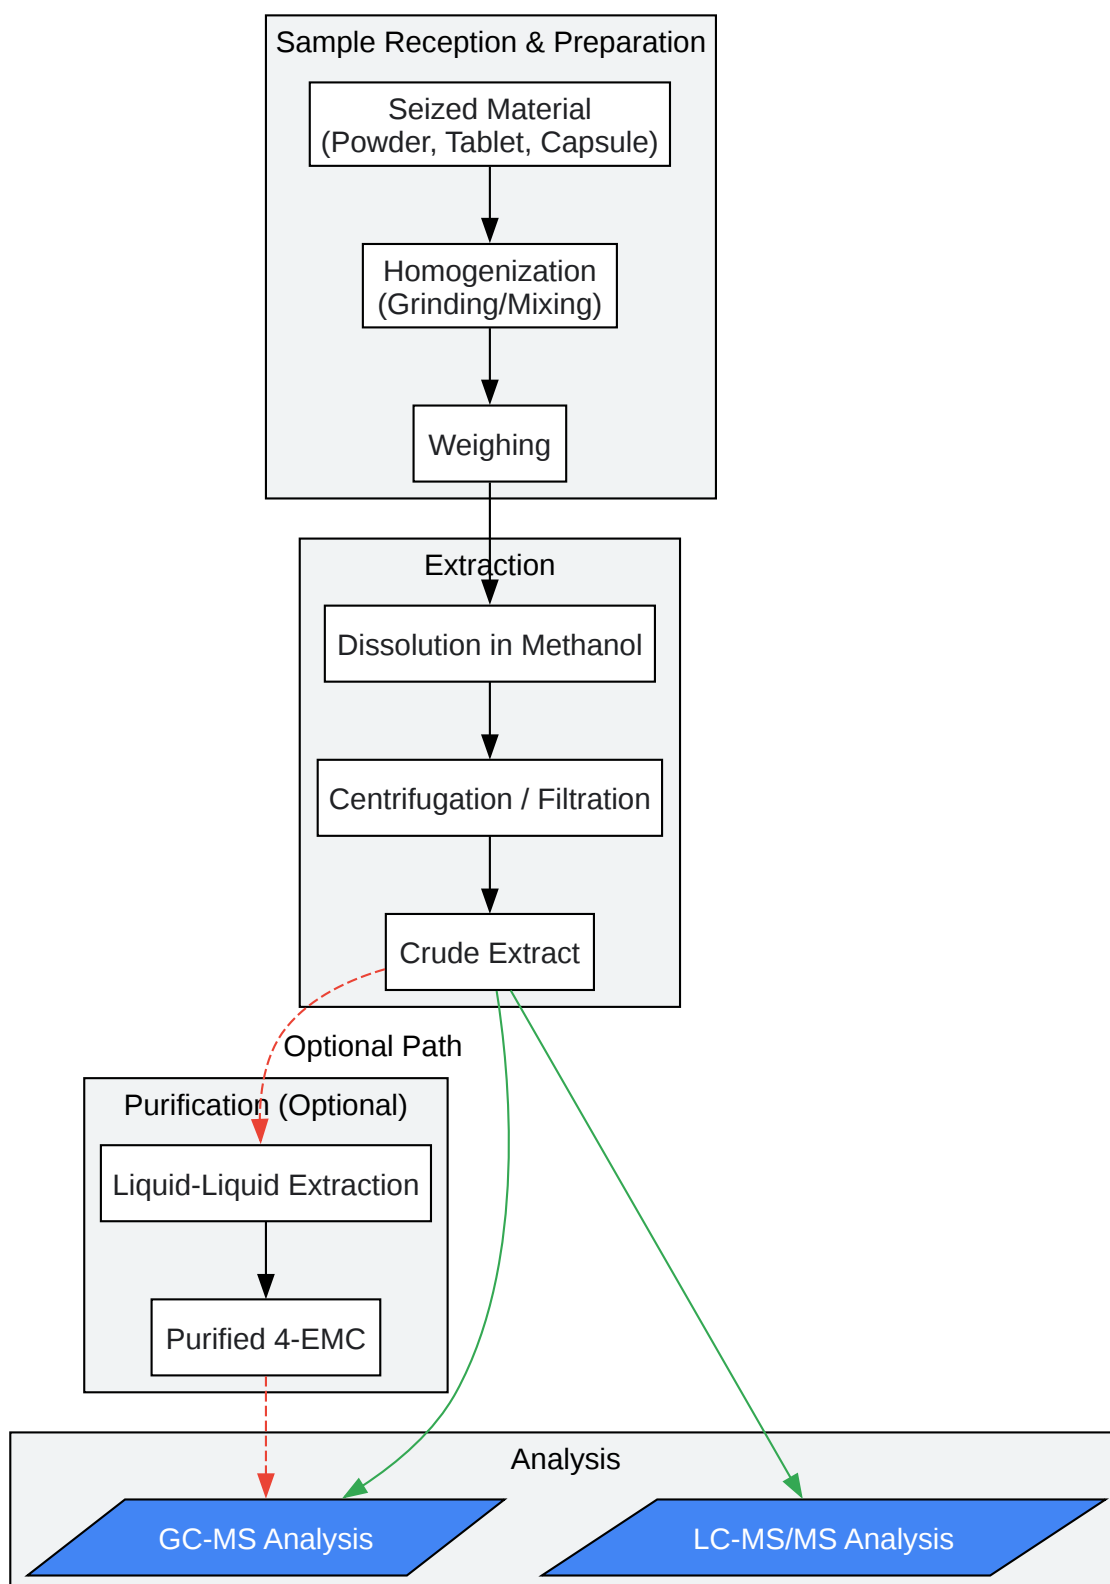 Sample Reception & Preparation
Seized Material
(Powder, Tablet, Capsule)
Homogenization
(Grinding/Mixing)
Weighing
Extraction
Dissolution in Methanol
Centrifugation / Filtration
Crude Extract
Optional Path
Purification (Optional)
Liquid-Liquid Extraction
Purified 4-EMC
Analysis
GC-MS Analysis
LC-MS/MS Analysis